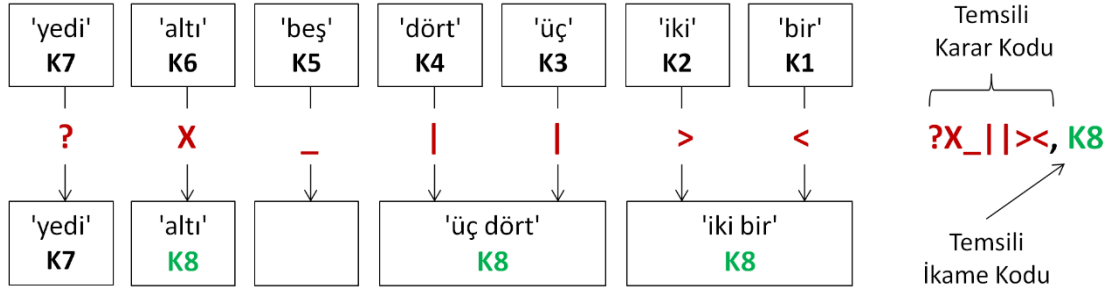 'yedi' 'altı' 'beş' 'dört' 'üç' 'iki' 'bir' Temsili
K7 K6 K5 K4 K3 K2 K1 Karar Kodu
? X _ | | > < ?X_||><, K8
'yedi' 'altı' 'üç dört' 'iki bir'
K7 K8 K8 K8
Temsili
İkame Kodu